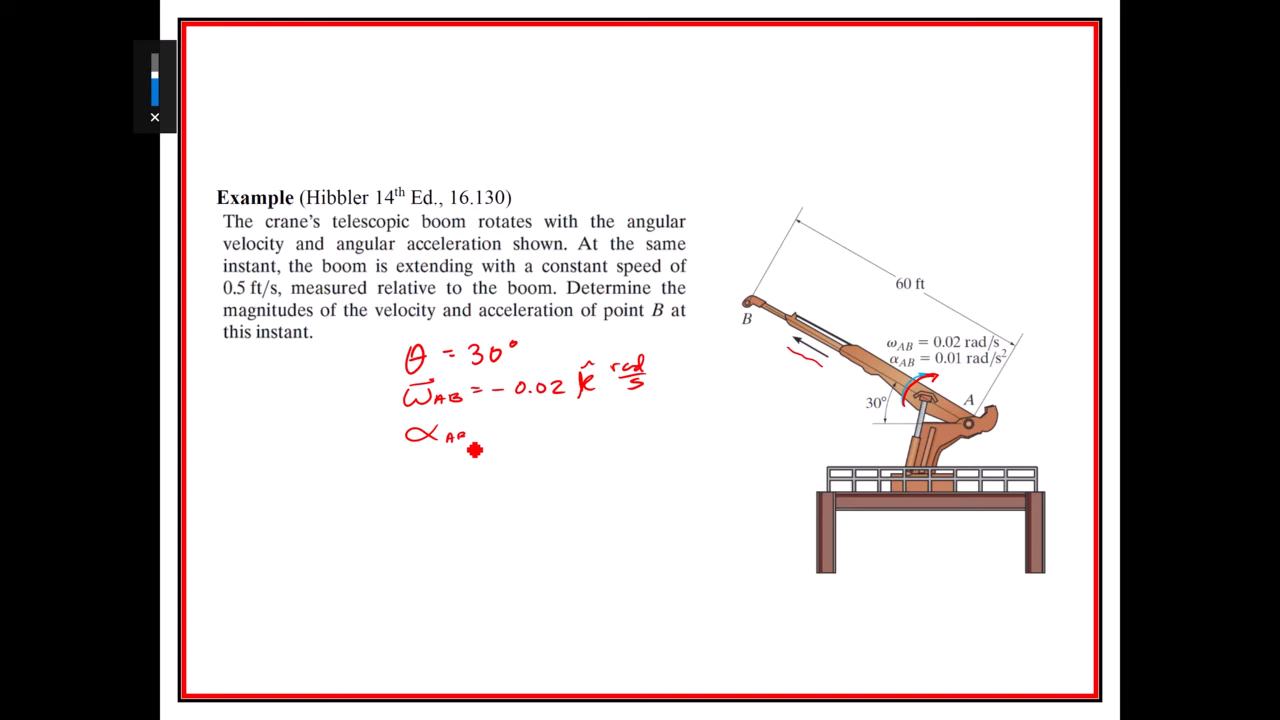 Example (Hibbler 14th Ed., 16.130)
The crane's telescopic boom rotates with the angular
velocity and angular acceleration shown. At the same
instant, the boom is extending with a constant speed of
0.5 ft/s, measured relative to the boom. Determine the
magnitudes of the velocity and acceleration of point B at
this instant.
θ = 30°
ω⃗AB = - 0.02 k̂ rad/s
αAB
60 ft
B
ωAB = 0.02 rad/s
αAB = 0.01 rad/s²
30°
A
×